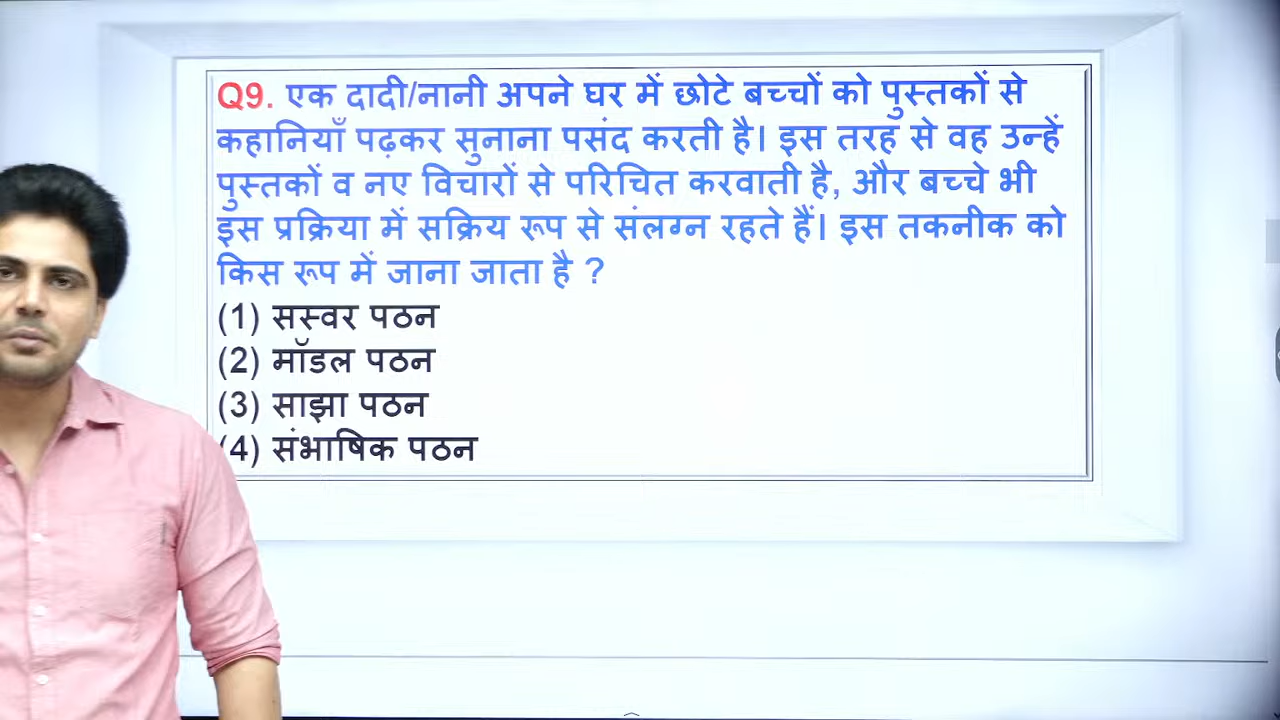 Q9. एक दादी/नानी अपने घर में छोटे बच्चों को पुस्तकों से
कहानियाँ पढ़कर सुनाना पसंद करती है। इस तरह से वह उन्हें
पुस्तकों व नए विचारों से परिचित करवाती है, और बच्चे भी
इस प्रक्रिया में सक्रिय रूप से संलग्न रहते हैं। इस तकनीक को
किस रूप में जाना जाता है ?
(1) सस्वर पठन
(2) मॉडल पठन
(3) साझा पठन
(4) संभाषिक पठन